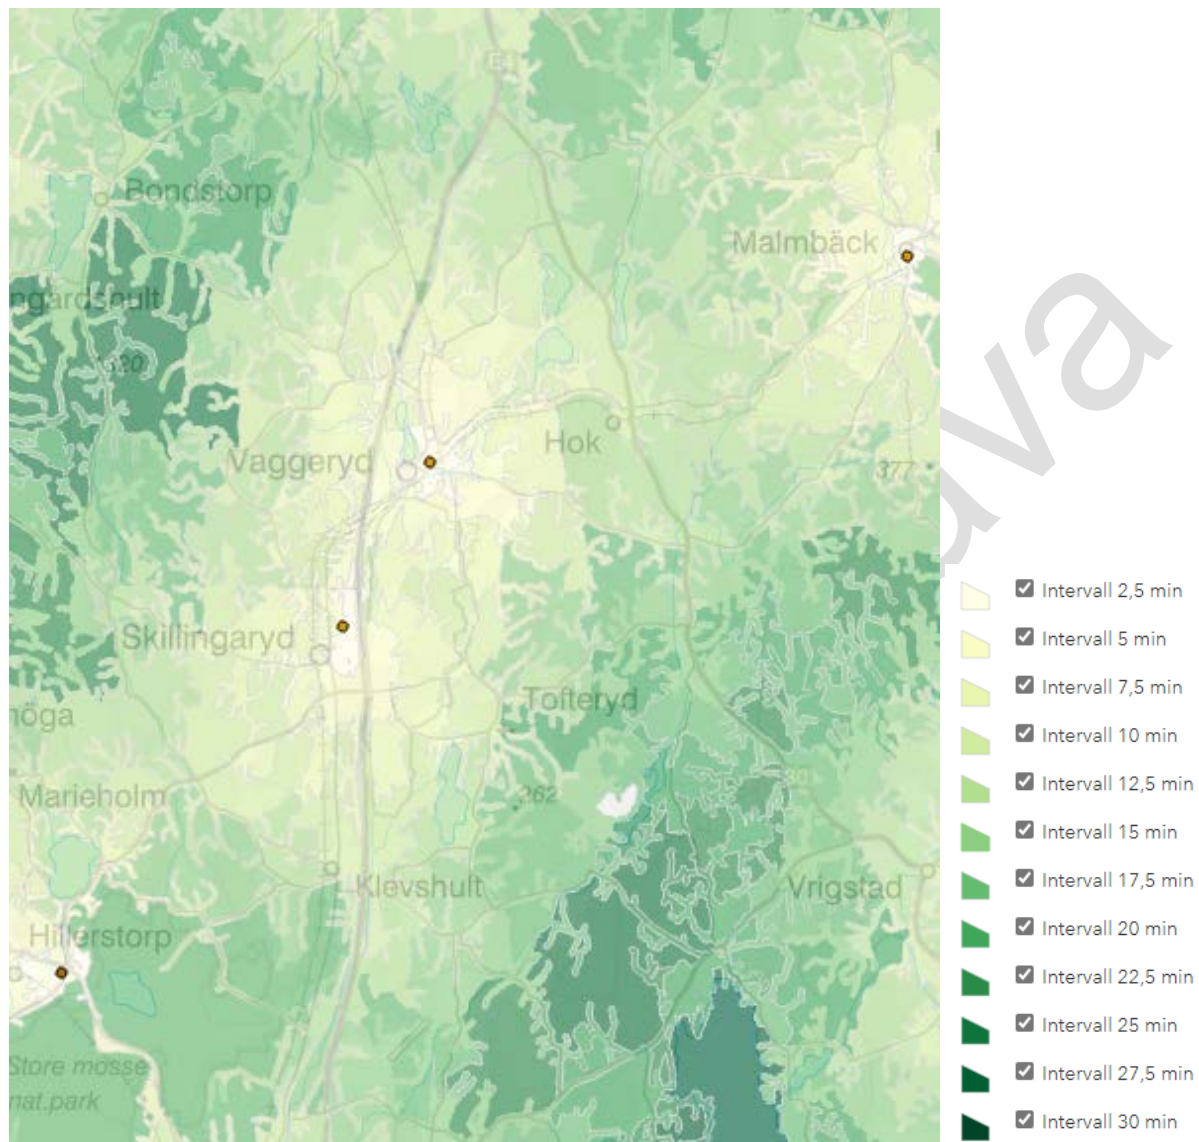 Bondstorp
Malmbäck
ngårdshult
320
Hok
Vaggeryd
377
Skillingaryd
Tofteryd
höga
Marieholm
262
Klevshult
Vrigstad
Hillerstorp
Store mosse
nat.park
Intervall 2,5 min
Intervall 5 min
Intervall 7,5 min
Intervall 10 min
Intervall 12,5 min
Intervall 15 min
Intervall 17,5 min
Intervall 20 min
Intervall 22,5 min
Intervall 25 min
Intervall 27,5 min
Intervall 30 min